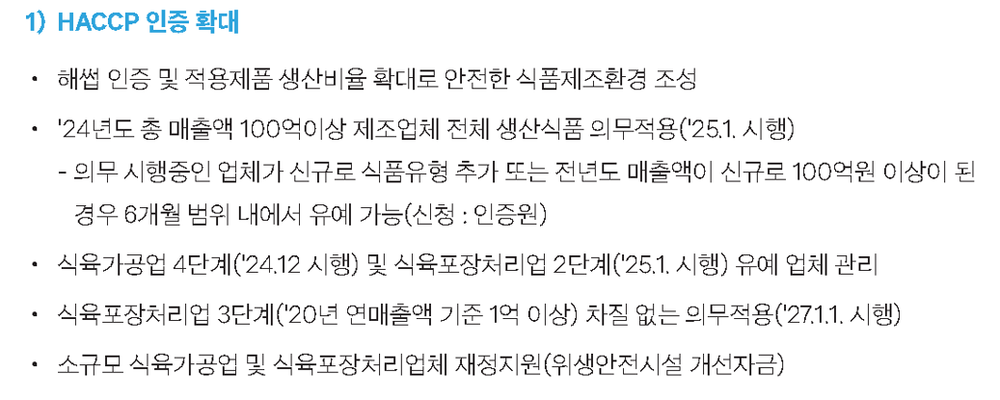 1) HACCP 인증 확대
• 해썹 인증 및 적용제품 생산비율 확대로 안전한 식품제조환경 조성
• '24년도 총 매출액 100억이상 제조업체 전체 생산식품 의무적용('25.1. 시행)
- 의무 시행중인 업체가 신규로 식품유형 추가 또는 전년도 매출액이 신규로 100억원 이상이 된
경우 6개월 범위 내에서 유예 가능(신청 : 인증원)
• 식육가공업 4단계('24.12 시행) 및 식육포장처리업 2단계('25.1. 시행) 유예 업체 관리
• 식육포장처리업 3단계('20년 연매출액 기준 1억 이상) 차질 없는 의무적용('27.1.1. 시행)
• 소규모 식육가공업 및 식육포장처리업체 재정지원(위생안전시설 개선자금)